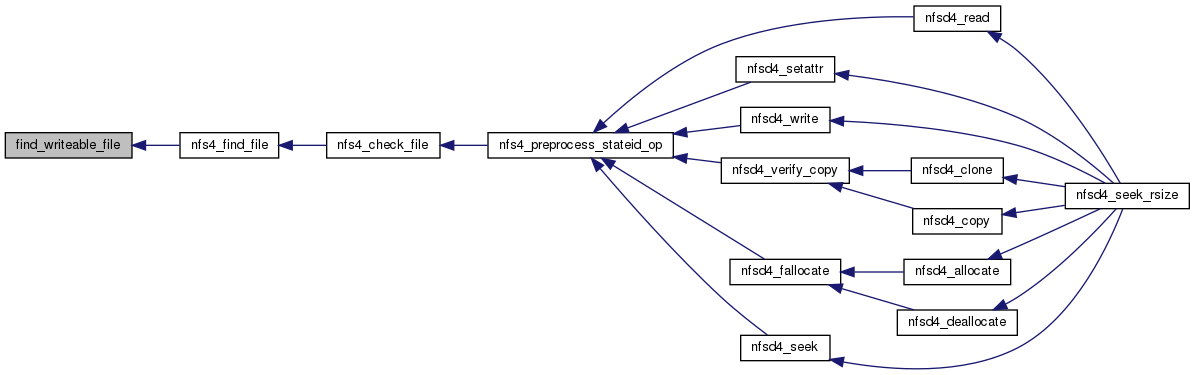 find_writeable_file
nfs4_find_file
nfs4_check_file
nfs4_preprocess_stateid_op
nfsd4_read
nfsd4_setattr
nfsd4_write
nfsd4_verify_copy
nfsd4_fallocate
nfsd4_seek
nfsd4_clone
nfsd4_copy
nfsd4_allocate
nfsd4_deallocate
nfsd4_seek_rsize